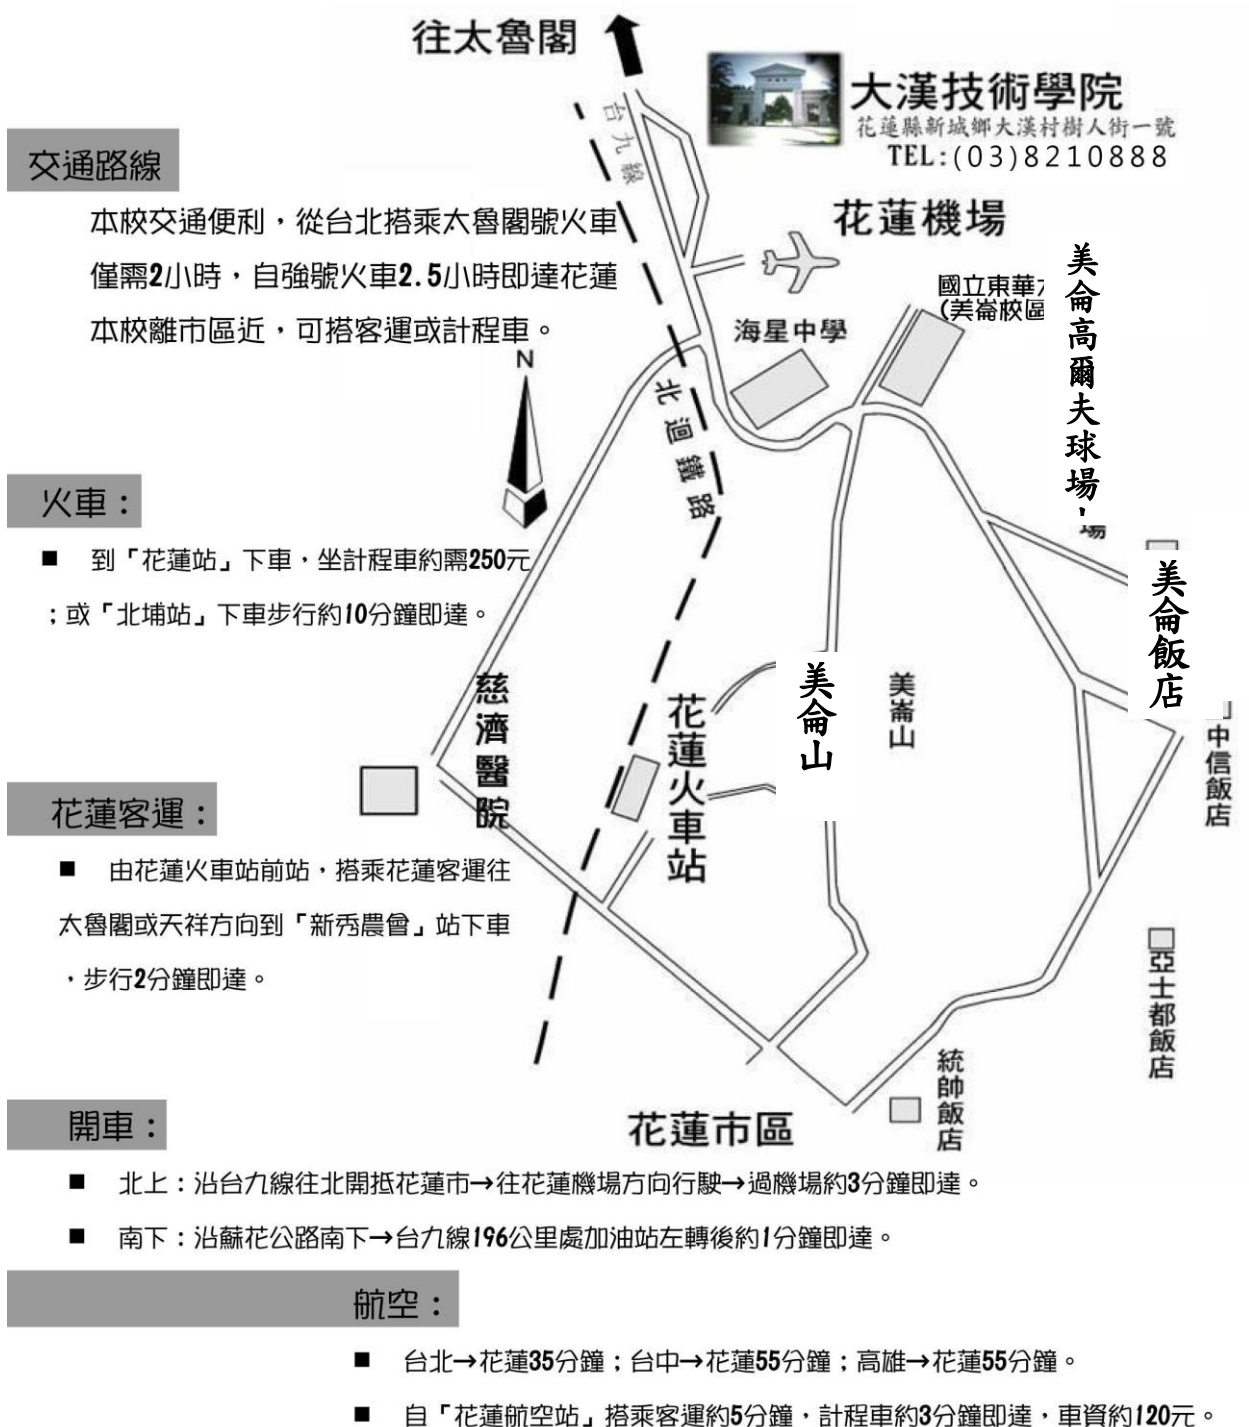 往太魯閣
大漢技術學院
花蓮縣新城鄉大漢村樹人街一號
TEL:(03)8210888
台九線
交通路線
本校交通便利，從台北搭乘太魯閣號火車
僅需2小時，自強號火車2.5小時即達花蓮
本校離市區近，可搭客運或計程車。
花蓮機場
國立東華
(美崙校區
海星中學
美侖高爾夫球場
場
N
北迴鐵路
火車：
■ 到「花蓮站」下車，坐計程車約需250元
；或「北埔站」下車步行約10分鐘即達。
美侖飯店
慈濟醫院
花蓮火車站
美侖山
美崙山
中信飯店
花蓮客運：
■ 由花蓮火車站前站，搭乘花蓮客運往
太魯閣或天祥方向到「新秀農會」站下車
，步行2分鐘即達。
亞士都飯店
統帥飯店
花蓮市區
開車：
■ 北上：沿台九線往北開抵花蓮市→往花蓮機場方向行駛→過機場約3分鐘即達。
■ 南下：沿蘇花公路南下→台九線196公里處加油站左轉後約1分鐘即達。
航空：
■ 台北→花蓮35分鐘；台中→花蓮55分鐘；高雄→花蓮55分鐘。
■ 自「花蓮航空站」搭乘客運約5分鐘，計程車約3分鐘即達，車資約120元。